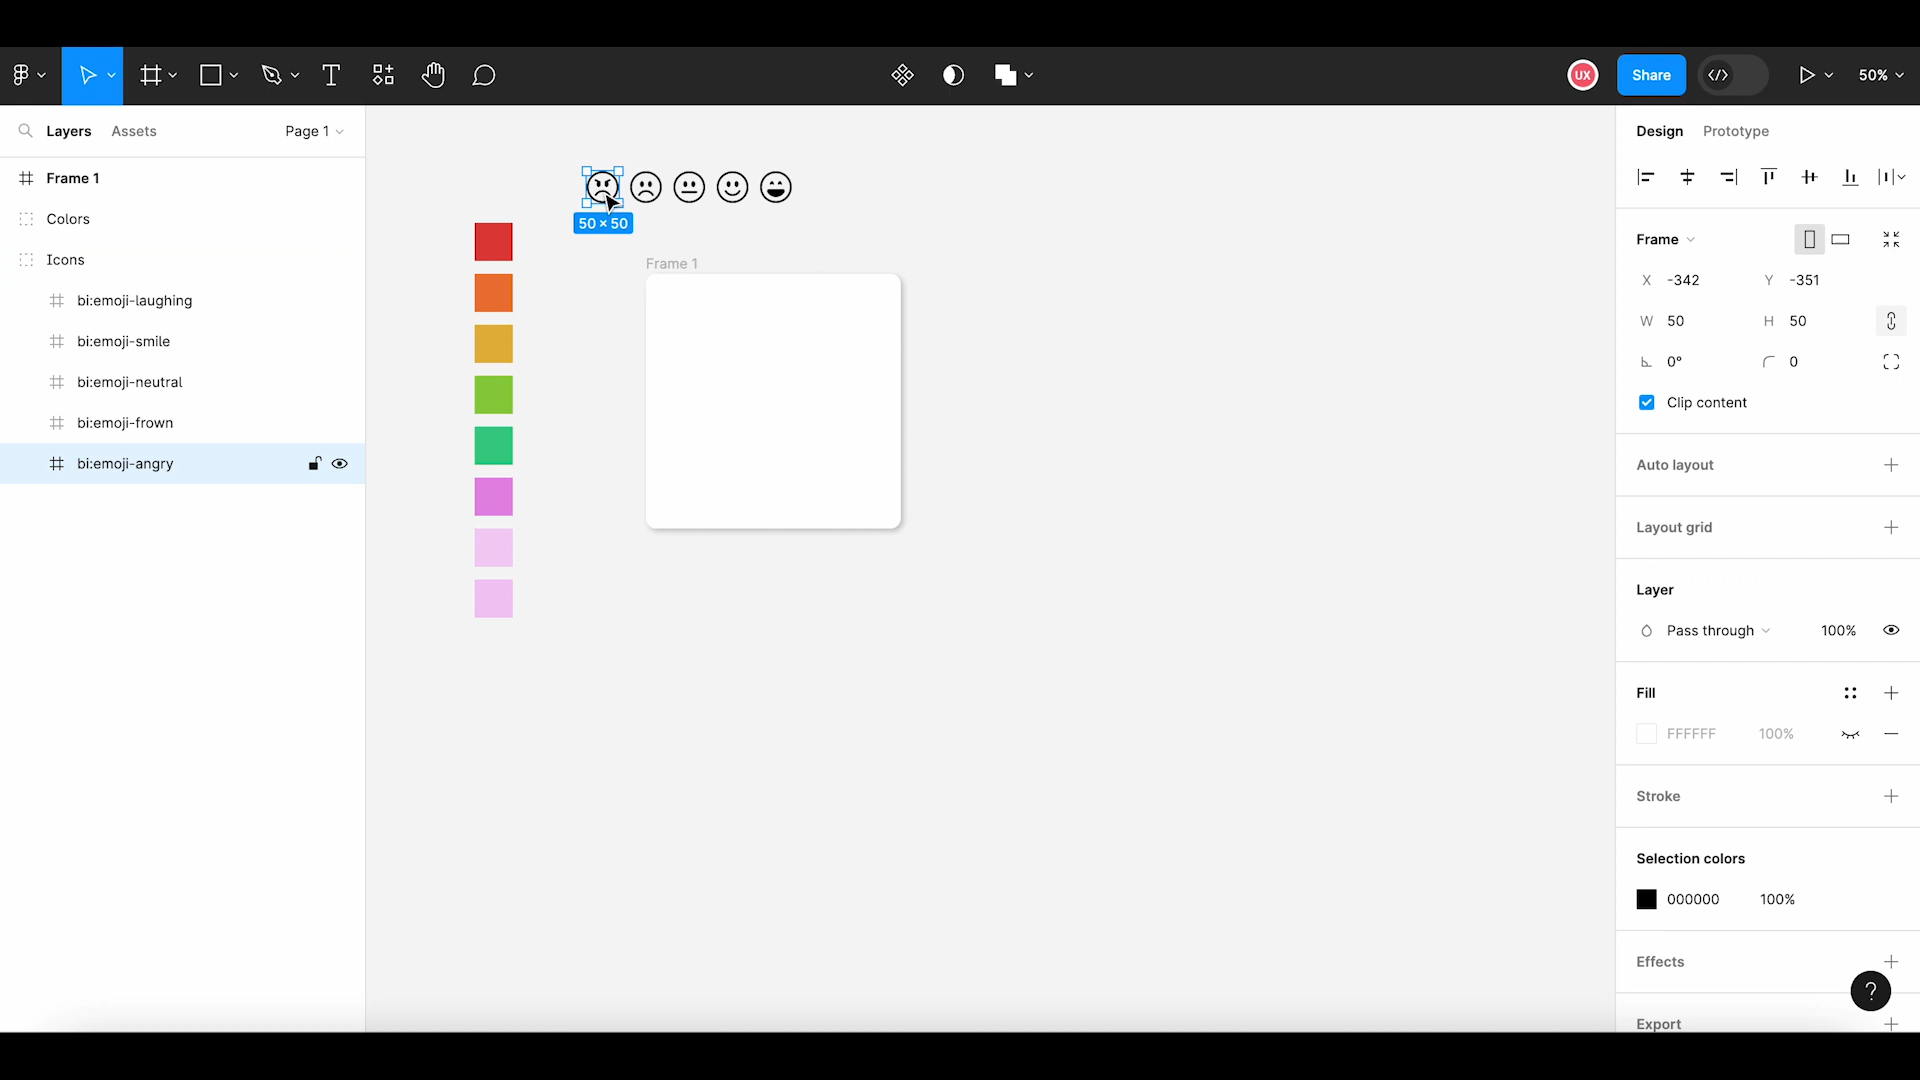 UX
Share
50%
Layers Assets Page 1
Design Prototype
Frame 1
Colors
Icons
bi:emoji-laughing
bi:emoji-smile
bi:emoji-neutral
bi:emoji-frown
bi:emoji-angry
50 × 50
Frame 1
Frame
X -342 Y -351
W 50 H 50
0° 0
Clip content
Auto layout
Layout grid
Layer
Pass through 100%
Fill
FFFFFF 100%
Stroke
Selection colors
000000 100%
Effects
?
Export